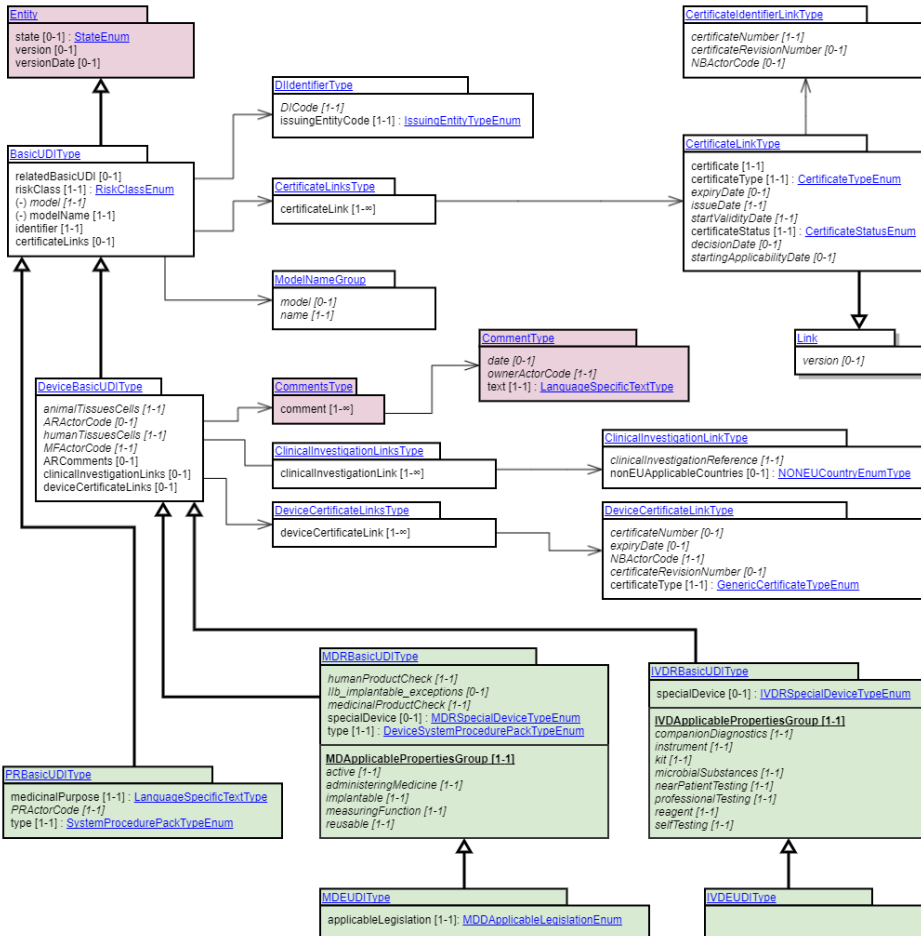 Entity
state [0-1] : StateEnum
version [0-1]
versionDate [0-1]
CertificateIdentifierLinkType
certificateNumber [1-1]
certificateRevisionNumber [0-1]
NBActorCode [0-1]
DIIdentifierType
DICode [1-1]
issuingEntityCode [1-1] : IssuingEntityTypeEnum
BasicUDIType
relatedBasicUDI [0-1]
riskClass [1-1] : RiskClassEnum
(-) model [1-1]
(-) modelName [1-1]
identifier [1-1]
certificateLinks [0-1]
CertificateLinksType
certificateLink [1-∞]
CertificateLinkType
certificate [1-1]
certificateType [1-1] : CertificateTypeEnum
expiryDate [0-1]
issueDate [1-1]
startValidityDate [1-1]
certificateStatus [1-1] : CertificateStatusEnum
decisionDate [0-1]
startingApplicabilityDate [0-1]
ModelNameGroup
model [0-1]
name [1-1]
Link
version [0-1]
CommentType
date [0-1]
ownerActorCode [1-1]
text [1-1] : LanguageSpecificTextType
DeviceBasicUDIType
animalTissuesCells [1-1]
ARActorCode [0-1]
humanTissuesCells [1-1]
MFActorCode [1-1]
ARComments [0-1]
clinicalInvestigationLinks [0-1]
deviceCertificateLinks [0-1]
CommentsType
comment [1-∞]
ClinicalInvestigationLinksType
clinicalInvestigationLink [1-∞]
ClinicalInvestigationLinkType
clinicalInvestigationReference [1-1]
nonEUApplicableCountries [0-1] : NONEUCountryEnumType
DeviceCertificateLinksType
deviceCertificateLink [1-∞]
DeviceCertificateLinkType
certificateNumber [0-1]
expiryDate [0-1]
NBActorCode [1-1]
certificateRevisionNumber [0-1]
certificateType [1-1] : GenericCertificateTypeEnum
MDRBasicUDIType
humanProductCheck [1-1]
IIb_implantable_exceptions [0-1]
medicinalProductCheck [1-1]
specialDevice [0-1] : MDRSpecialDeviceTypeEnum
type [1-1] : DeviceSystemProcedurePackTypeEnum
MDApplicablePropertiesGroup [1-1]
active [1-1]
administeringMedicine [1-1]
implantable [1-1]
measuringFunction [1-1]
reusable [1-1]
IVDRBasicUDIType
specialDevice [0-1] : IVDRSpecialDeviceTypeEnum
IVDApplicablePropertiesGroup [1-1]
companionDiagnostics [1-1]
instrument [1-1]
kit [1-1]
microbialSubstances [1-1]
nearPatientTesting [1-1]
professionalTesting [1-1]
reagent [1-1]
selfTesting [1-1]
PRBasicUDIType
medicinalPurpose [1-1] : LanguageSpecificTextType
PRActorCode [1-1]
type [1-1] : SystemProcedurePackTypeEnum
MDEUDIType
applicableLegislation [1-1]: MDDApplicableLegislationEnum
IVDEUDIType